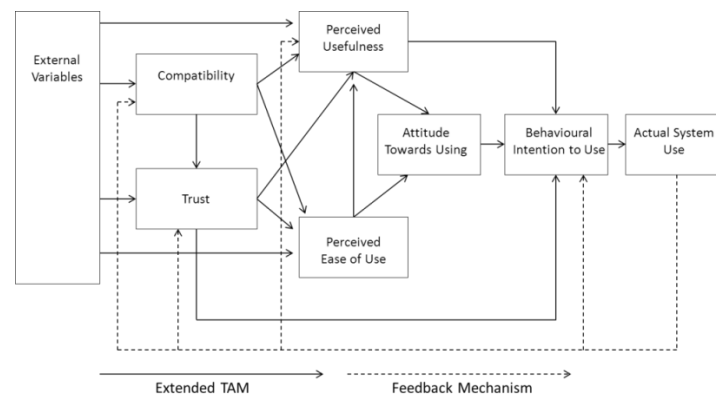 External
Variables
Compatibility
Trust
Perceived
Usefulness
Perceived
Ease of Use
Attitude
Towards Using
Behavioural
Intention to Use
Actual System
Use
Extended TAM
Feedback Mechanism